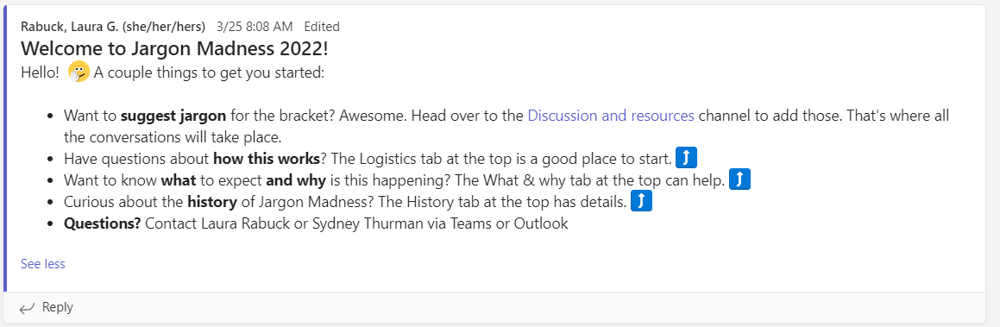 Rabuck, Laura G. (she/her/hers) 3/25 8:08 AM Edited
Welcome to Jargon Madness 2022!
Hello! 🤔 A couple things to get you started:
• Want to suggest jargon for the bracket? Awesome. Head over to the Discussion and resources channel to add those. That's where all
the conversations will take place.
• Have questions about how this works? The Logistics tab at the top is a good place to start. ⤴
• Want to know what to expect and why is this happening? The What & why tab at the top can help. ⤴
• Curious about the history of Jargon Madness? The History tab at the top has details. ⤴
• Questions? Contact Laura Rabuck or Sydney Thurman via Teams or Outlook
See less
Reply